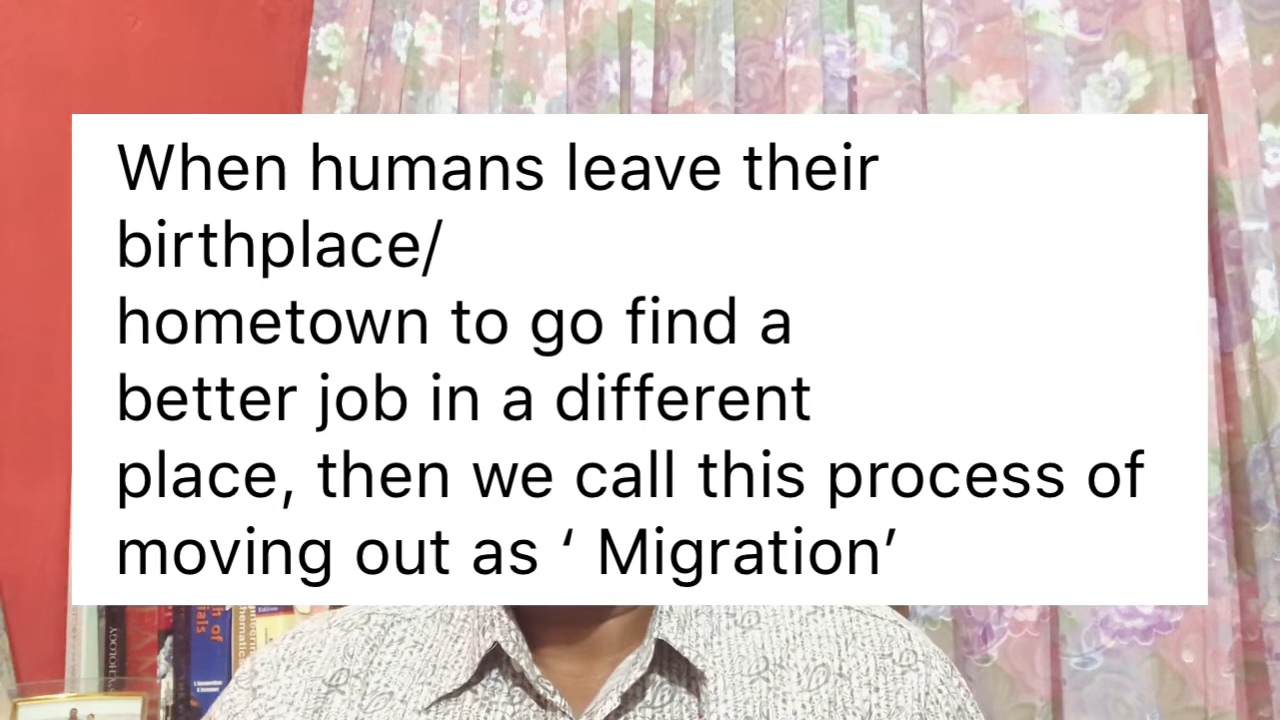 When humans leave their
birthplace/
hometown to go find a
better job in a different
place, then we call this process of
moving out as ‘ Migration’
Edition